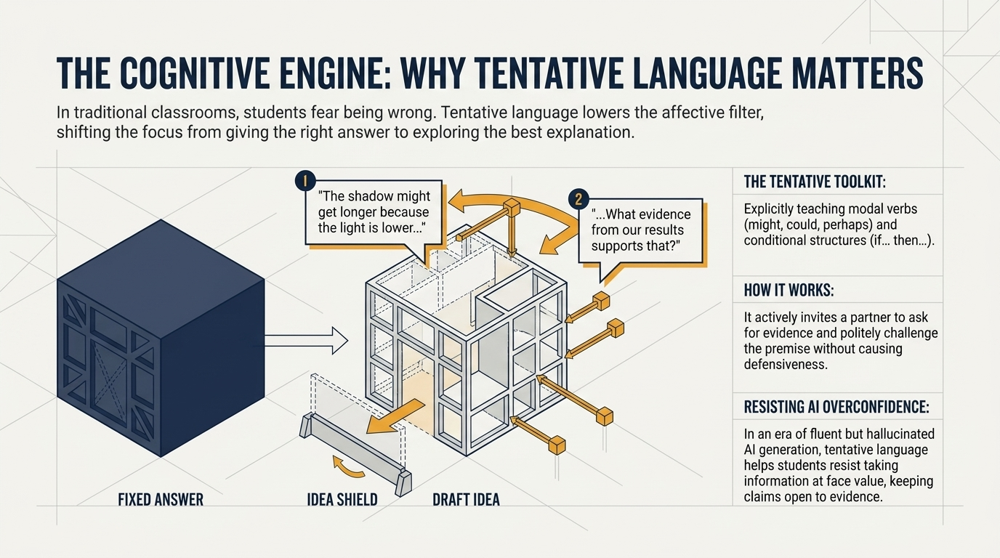 THE COGNITIVE ENGINE: WHY TENTATIVE LANGUAGE MATTERS
In traditional classrooms, students fear being wrong. Tentative language lowers the affective filter,
shifting the focus from giving the right answer to exploring the best explanation.
1
"The shadow might
get longer because
the light is lower..."
2
"...What evidence
from our results
supports that?"
FIXED ANSWER
IDEA SHIELD
DRAFT IDEA
THE TENTATIVE TOOLKIT:
Explicitly teaching modal verbs
(might, could, perhaps) and
conditional structures (if... then...).
HOW IT WORKS:
It actively invites a partner to ask
for evidence and politely challenge
the premise without causing
defensiveness.
RESISTING AI OVERCONFIDENCE:
In an era of fluent but hallucinated
AI generation, tentative language
helps students resist taking
information at face value, keeping
claims open to evidence.